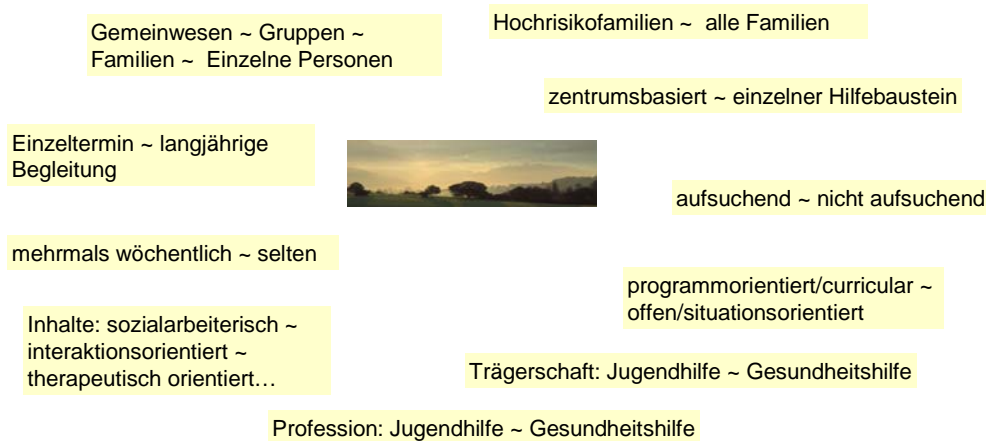 Gemeinwesen ~ Gruppen ~
Familien ~ Einzelne Personen
Hochrisikofamilien ~ alle Familien
zentrumsbasiert ~ einzelner Hilfebaustein
Einzeltermin ~ langjährige
Begleitung
aufsuchend ~ nicht aufsuchend
mehrmals wöchentlich ~ selten
programmorientiert/curricular ~
offen/situationsorientiert
Inhalte: sozialarbeiterisch ~
interaktionsorientiert ~
therapeutisch orientiert…
Trägerschaft: Jugendhilfe ~ Gesundheitshilfe
Profession: Jugendhilfe ~ Gesundheitshilfe